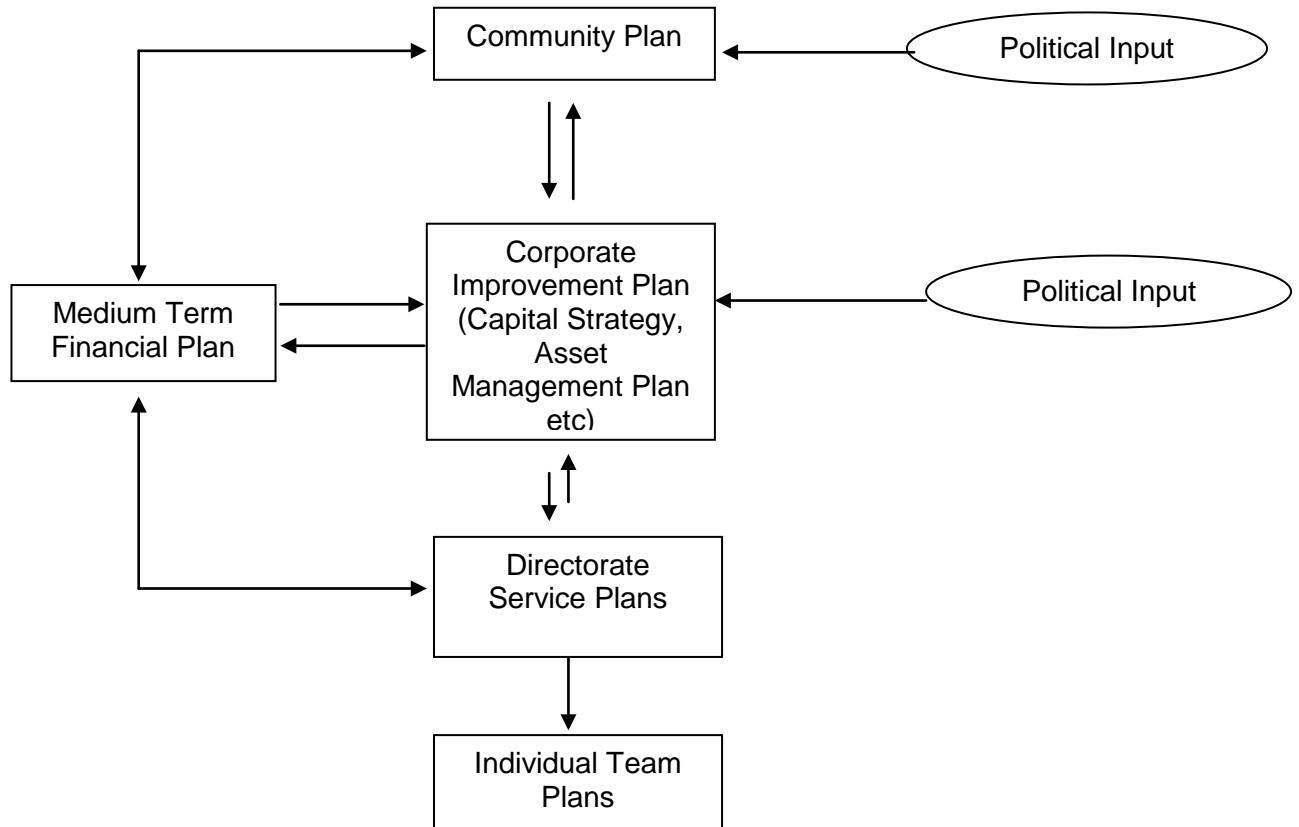 Community Plan
Political Input
Corporate
Improvement Plan
(Capital Strategy,
Asset
Management Plan
etc)
Political Input
Medium Term
Financial Plan
Directorate
Service Plans
Individual Team
Plans